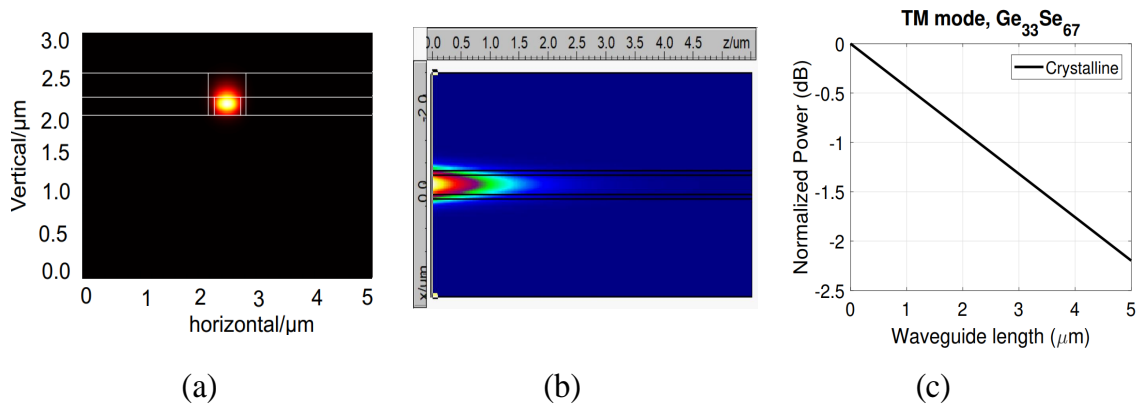 (a)
3.0
2.5
2.0
1.5
1.0
0.5
0.0
Vertical/μm
0 1 2 3 4 5
horizontal/μm
(b)
0.0 0.5 1.0 1.5 2.0 2.5 3.0 3.5 4.0 4.5 z/um
-2.0
0.0
x/um
TM mode, Ge33Se67
Crystalline
0
-0.5
-1
-1.5
-2
-2.5
Normalized Power (dB)
0 1 2 3 4 5
Waveguide length (μm)
(a) (b) (c)